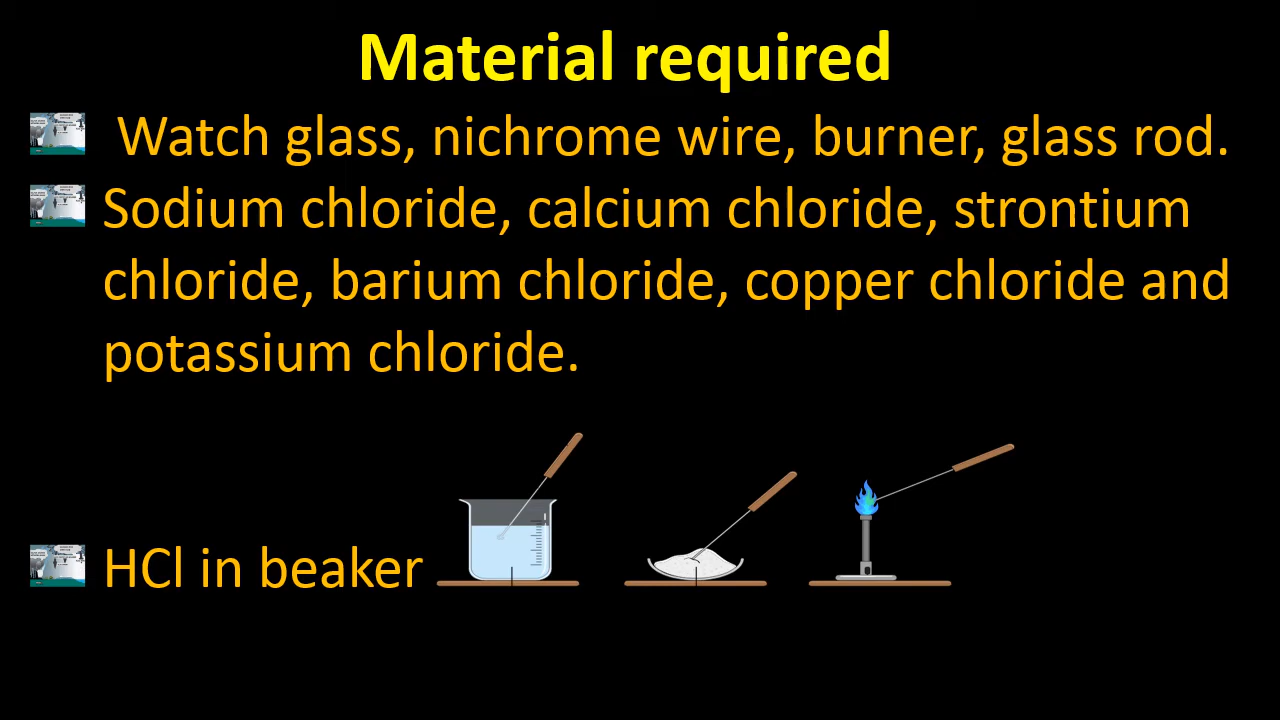 Material required
Watch glass, nichrome wire, burner, glass rod.
Sodium chloride, calcium chloride, strontium
chloride, barium chloride, copper chloride and
potassium chloride.
HCl in beaker